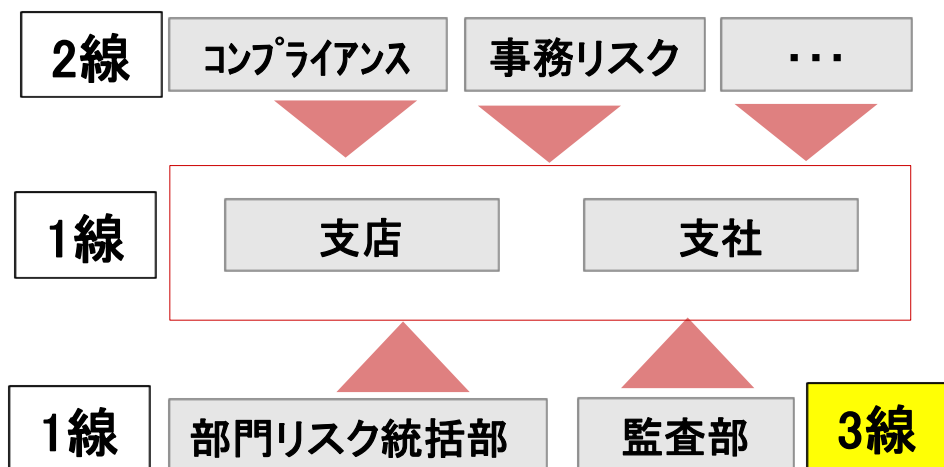 2線 コンプライアンス 事務リスク ・・・
1線 支店 支社
1線 部門リスク統括部 監査部 3線